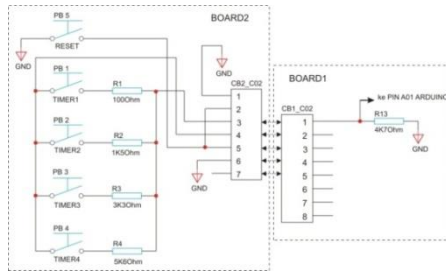 BOARD2
PB 5
RESET
GND
PB 1
TIMER1
R1
100Ohm
PB 2
TIMER2
R2
1K5Ohm
PB 3
TIMER3
R3
3K3Ohm
PB 4
TIMER4
R4
5K6Ohm
GND
CB2_C02
1
2
3
4
5
6
7
GND
BOARD1
CB1_C02
1
2
3
4
5
6
7
8
ke PIN A01 ARDUINO
R13
4K7Ohm
GND